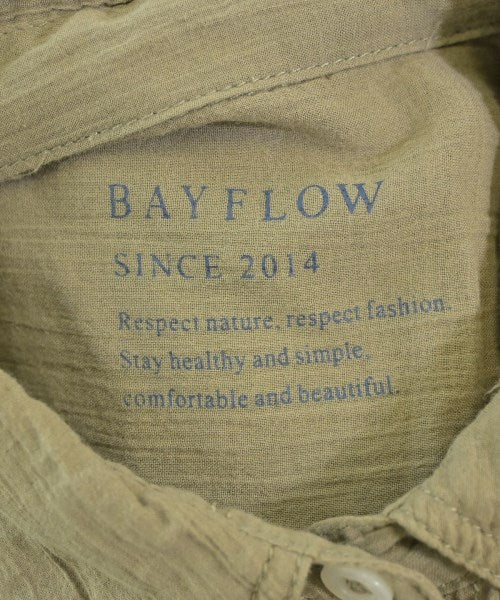 BAYFLOW
SINCE 2014
Respect nature, respect fashion.
Stay healthy and simple,
comfortable and beautiful.